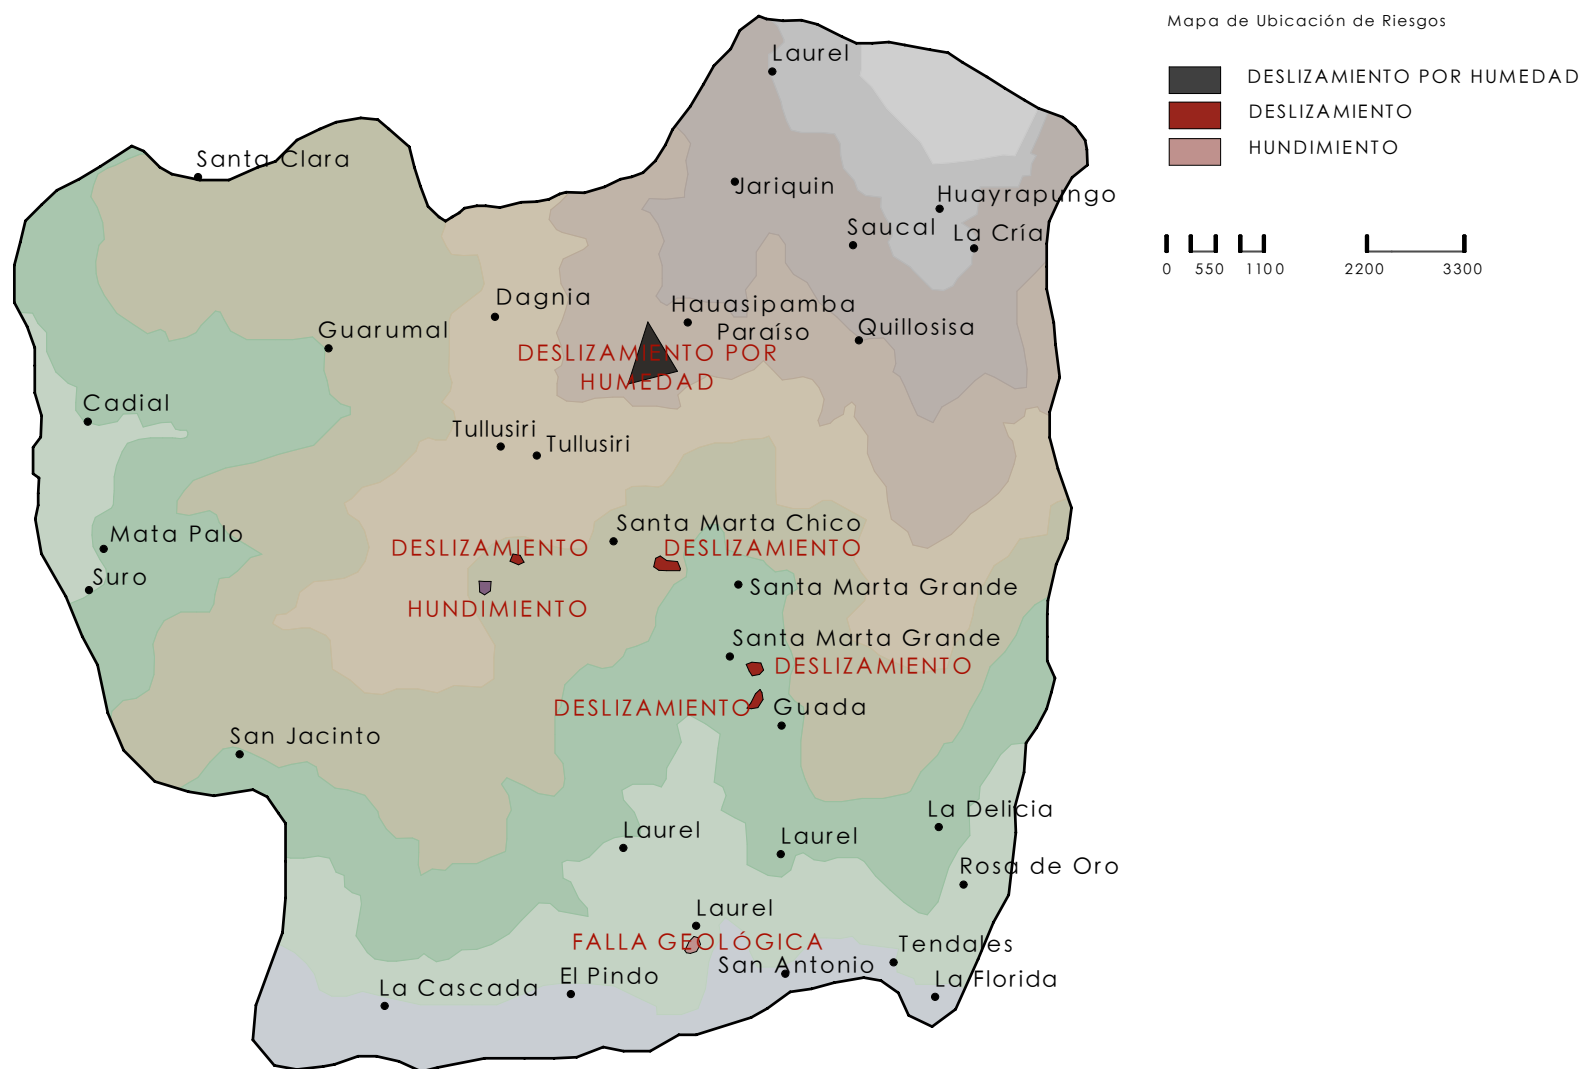 Mapa de Ubicación de Riesgos
DESLIZAMIENTO POR HUMEDAD
DESLIZAMIENTO
HUNDIMIENTO
0 550 1100 2200 3300
Laurel
Santa Clara
Jariquin
Huayrapungo
Saucal
La Cría
Dagnia
Hauasipamba
Paraíso
Guarumal
Quillosisa
DESLIZAMIENTO POR
HUMEDAD
Cadial
Tullusiri
Tullusiri
Santa Marta Chico
Mata Palo
DESLIZAMIENTO
DESLIZAMIENTO
Suro
Santa Marta Grande
HUNDIMIENTO
Santa Marta Grande
DESLIZAMIENTO
DESLIZAMIENTO
Guada
San Jacinto
La Delicia
Laurel
Laurel
Rosa de Oro
Laurel
FALLA GEOLÓGICA
Tendales
San Antonio
El Pindo
La Florida
La Cascada